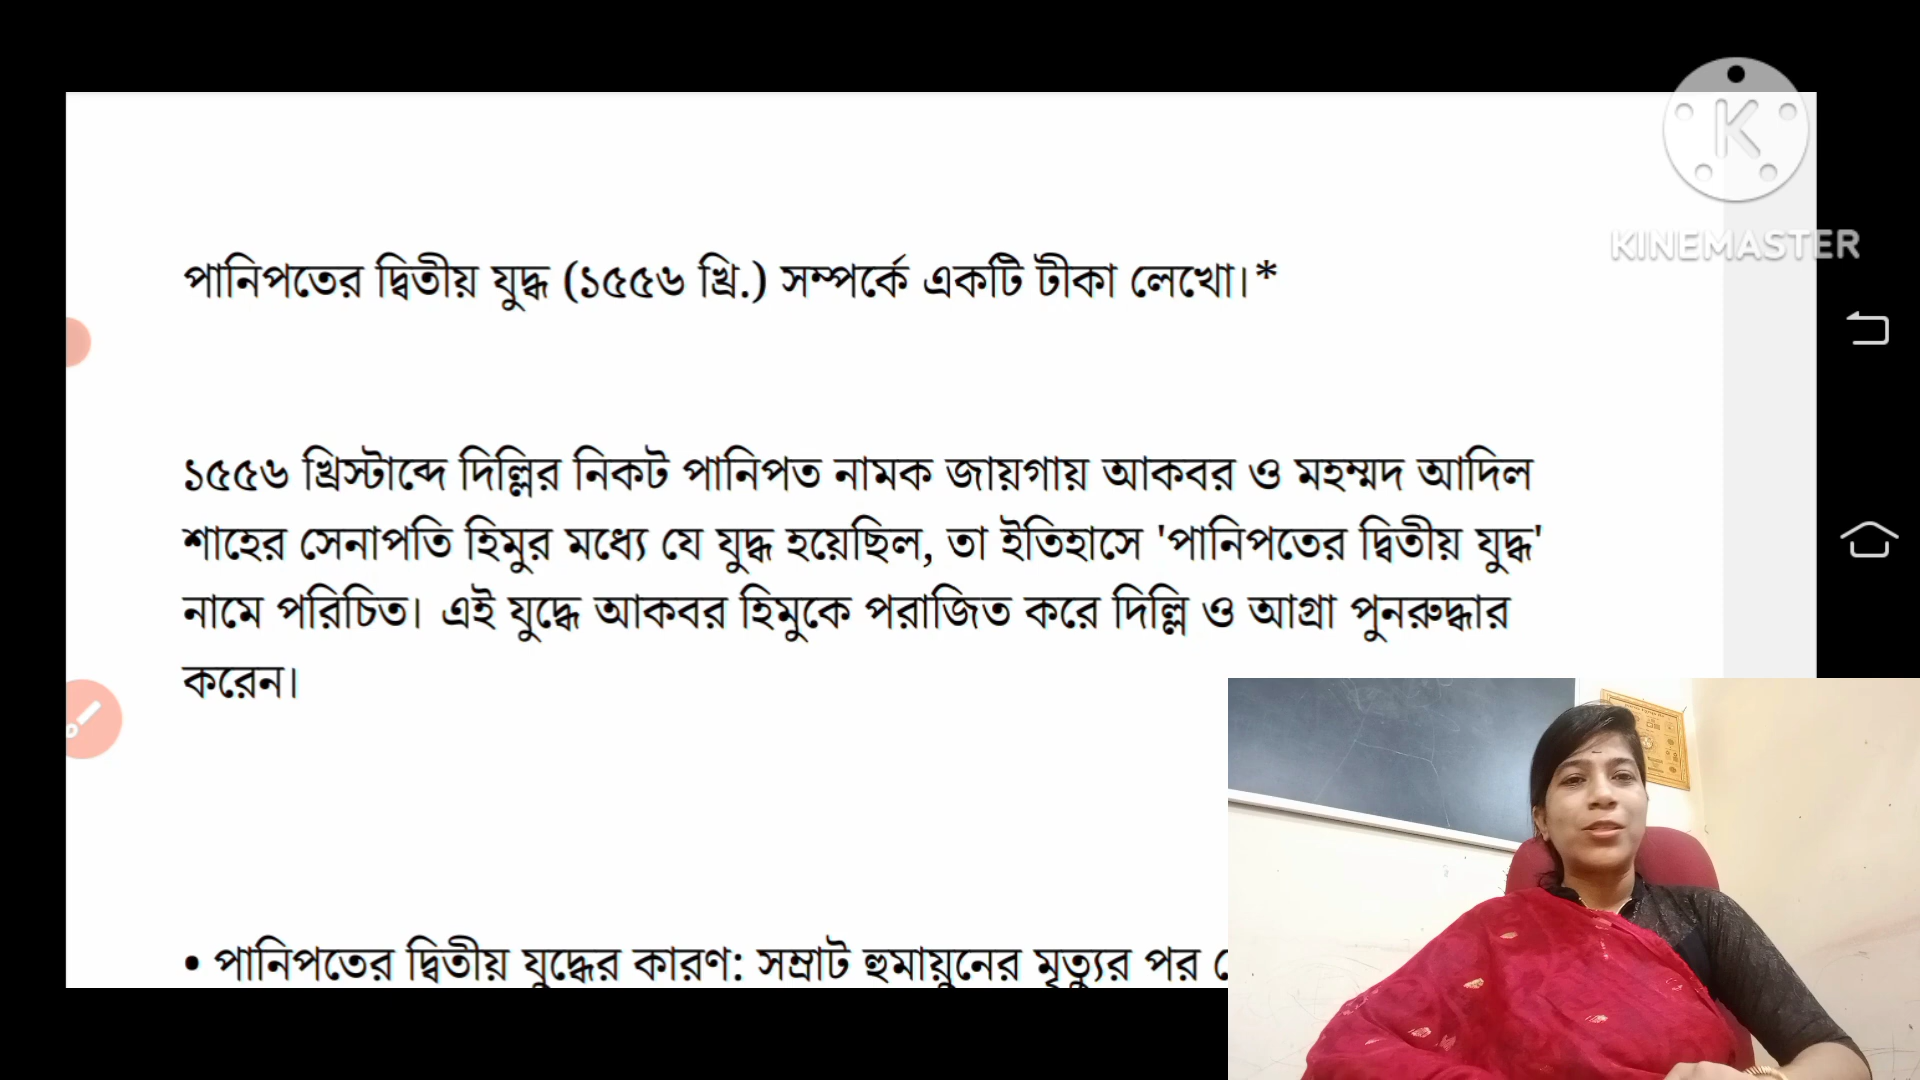 KINEMASTER
পানিপতের দ্বিতীয় যুদ্ধ (১৫৫৬ খ্রি.) সম্পর্কে একটি টীকা লেখো।*
১৫৫৬ খ্রিস্টাব্দে দিল্লির নিকট পানিপত নামক জায়গায় আকবর ও মহম্মদ আদিল
শাহের সেনাপতি হিমুর মধ্যে যে যুদ্ধ হয়েছিল, তা ইতিহাসে 'পানিপতের দ্বিতীয় যুদ্ধ'
নামে পরিচিত। এই যুদ্ধে আকবর হিমুকে পরাজিত করে দিল্লি ও আগ্রা পুনরুদ্ধার
করেন।
• পানিপতের দ্বিতীয় যুদ্ধের কারণ: সম্রাট হুমায়ুনের মৃত্যুর পর